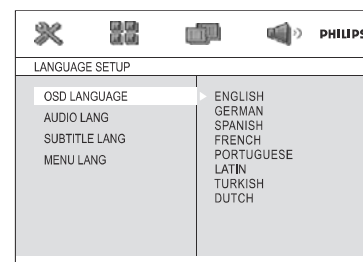 PHILIPS
LANGUAGE SETUP
OSD LANGUAGE
AUDIO LANG
SUBTITLE LANG
MENU LANG
ENGLISH
GERMAN
SPANISH
FRENCH
PORTUGUESE
LATIN
TURKISH
DUTCH